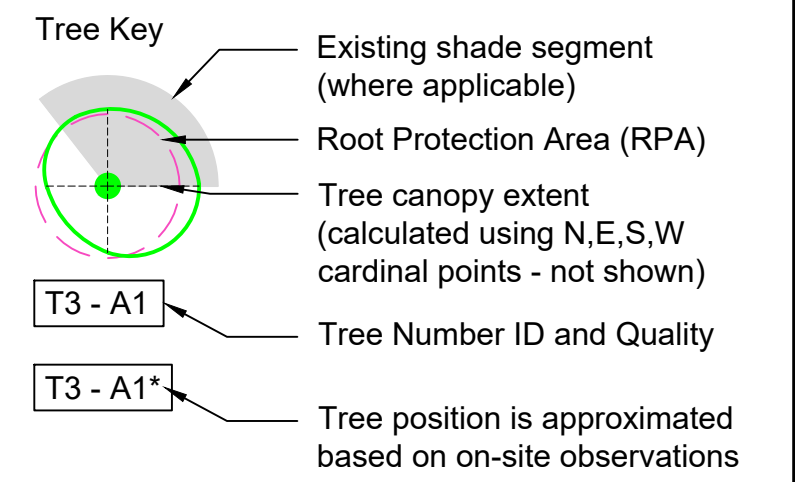 Tree Key
Existing shade segment
(where applicable)
Root Protection Area (RPA)
Tree canopy extent
(calculated using N,E,S,W
cardinal points - not shown)
T3 - A1
Tree Number ID and Quality
T3 - A1*
Tree position is approximated
based on on-site observations